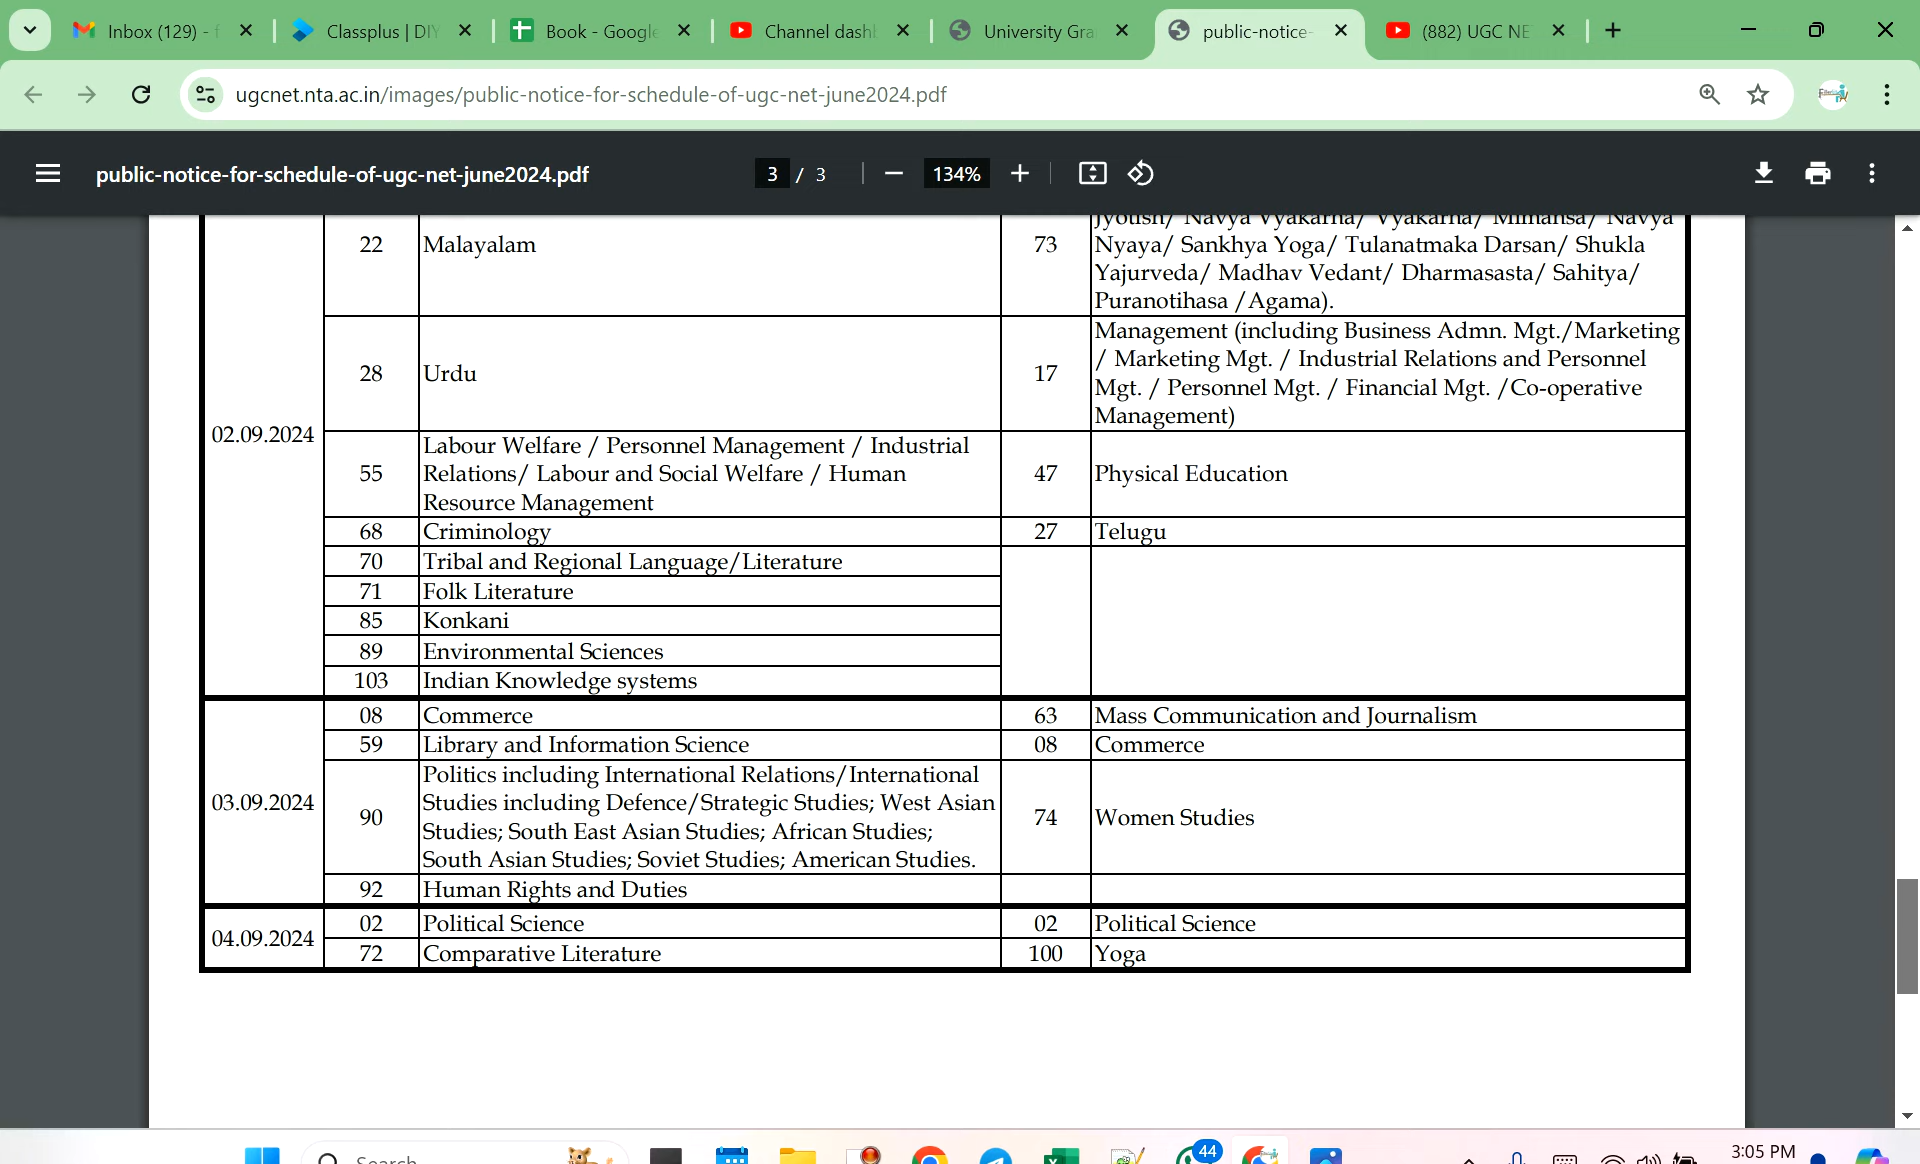 Inbox (129) - f
Classplus | DIY
Book - Google
Channel dash
University Gra
public-notice-
(882) UGC NE
ugcnet.nta.ac.in/images/public-notice-for-schedule-of-ugc-net-june2024.pdf
public-notice-for-schedule-of-ugc-net-june2024.pdf
3 / 3
134%
02.09.2024
22 Malayalam 73 Jyotish/ Navya Vyakarna/ Vyakarna/ Mimansa/ Navya
Nyaya/ Sankhya Yoga/ Tulanatmaka Darsan/ Shukla
Yajurveda/ Madhav Vedant/ Dharmasasta/ Sahitya/
Puranotihasa /Agama).
28 Urdu 17 Management (including Business Admn. Mgt./Marketing
/ Marketing Mgt. / Industrial Relations and Personnel
Mgt. / Personnel Mgt. / Financial Mgt. /Co-operative
Management)
55 Labour Welfare / Personnel Management / Industrial
Relations/ Labour and Social Welfare / Human
Resource Management
47 Physical Education
68 Criminology 27 Telugu
70 Tribal and Regional Language/Literature
71 Folk Literature
85 Konkani
89 Environmental Sciences
103 Indian Knowledge systems
03.09.2024
08 Commerce 63 Mass Communication and Journalism
59 Library and Information Science 08 Commerce
90 Politics including International Relations/International
Studies including Defence/Strategic Studies; West Asian
Studies; South East Asian Studies; African Studies;
South Asian Studies; Soviet Studies; American Studies.
74 Women Studies
92 Human Rights and Duties
04.09.2024
02 Political Science 02 Political Science
72 Comparative Literature 100 Yoga
Search
44
3:05 PM